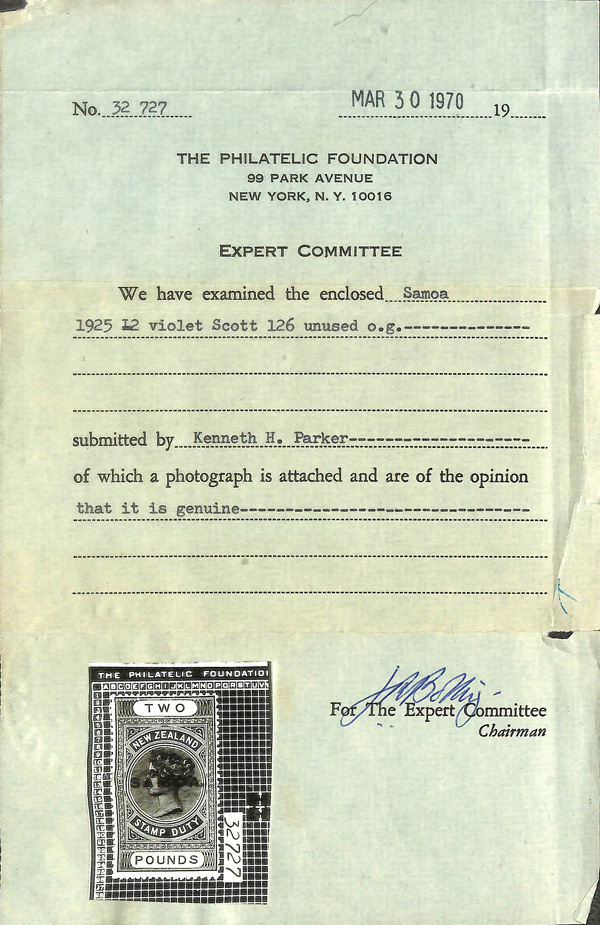 No. 32 727
MAR 30 1970 19
THE PHILATELIC FOUNDATION
99 PARK AVENUE
NEW YORK, N. Y. 10016
EXPERT COMMITTEE
We have examined the enclosed Samoa
1925 £2 violet Scott 126 unused o.g.
submitted by Kenneth H. Parker
of which a photograph is attached and are of the opinion
that it is genuine
For The Expert Committee
Chairman
THE PHILATELIC FOUNDATIO
ABCDEFGHIJKLMNOPQRSTUV
TWO
NEW ZEALAND
STAMP DUTY
POUNDS
32727